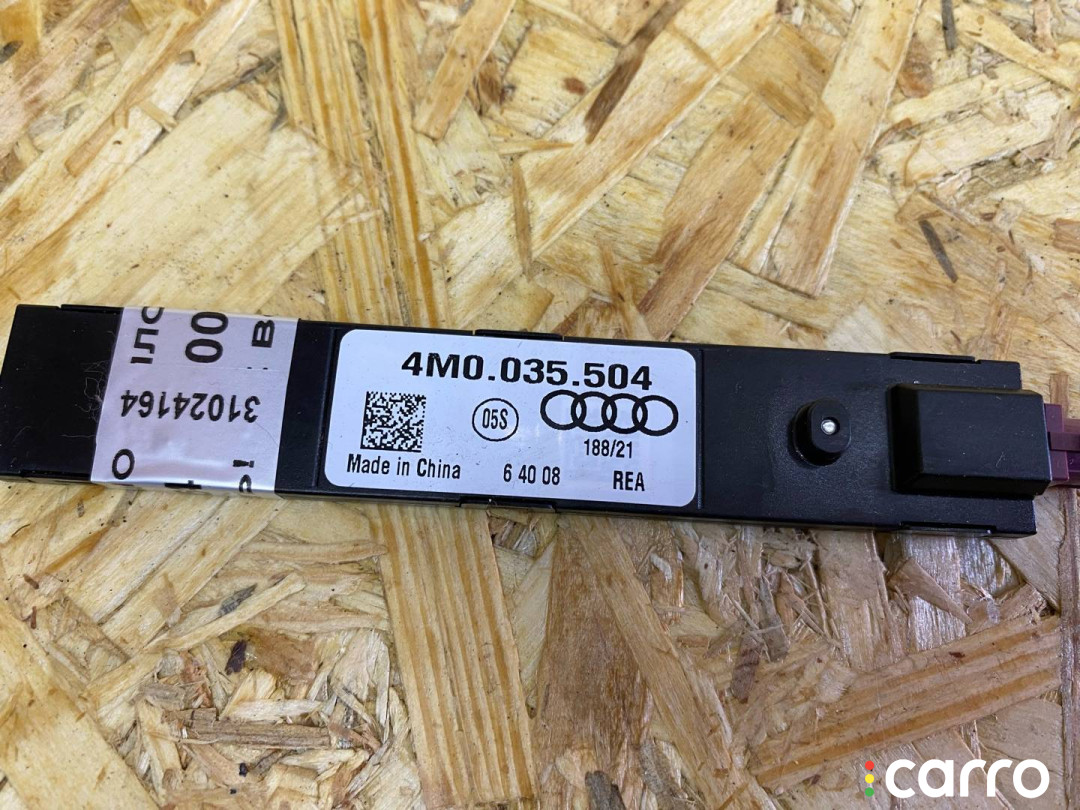 4M0.035.504
05S
188/21
Made in China
6 40 08
REA
00
31024164
carro